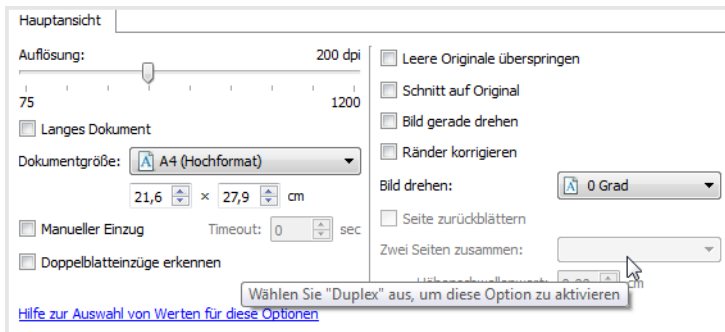 Hauptansicht
Auflösung: 200 dpi
75 1200
Langes Dokument
Dokumentgröße: A4 (Hochformat)
21,6 × 27,9 cm
Manueller Einzug Timeout: 0 sec
Doppelblatteinzüge erkennen
Hilfe zur Auswahl von Werten für diese Optionen
Leere Originale überspringen
Schnitt auf Original
Bild gerade drehen
Ränder korrigieren
Bild drehen: A 0 Grad
Seite zurückblättern
Zwei Seiten zusammen:
cm
Wählen Sie "Duplex" aus, um diese Option zu aktivieren